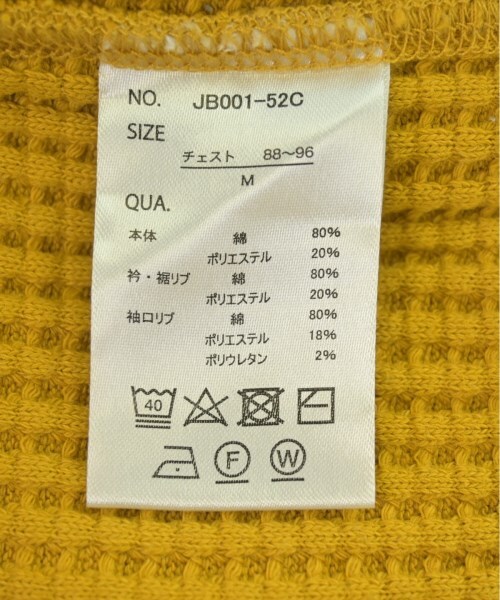 NO. JB001-52C
SIZE
チェスト 88～96
M
QUA.
本体 綿 80%
ポリエステル 20%
衿・裾リブ 綿 80%
ポリエステル 20%
袖口リブ 綿 80%
ポリエステル 18%
ポリウレタン 2%
40
F W